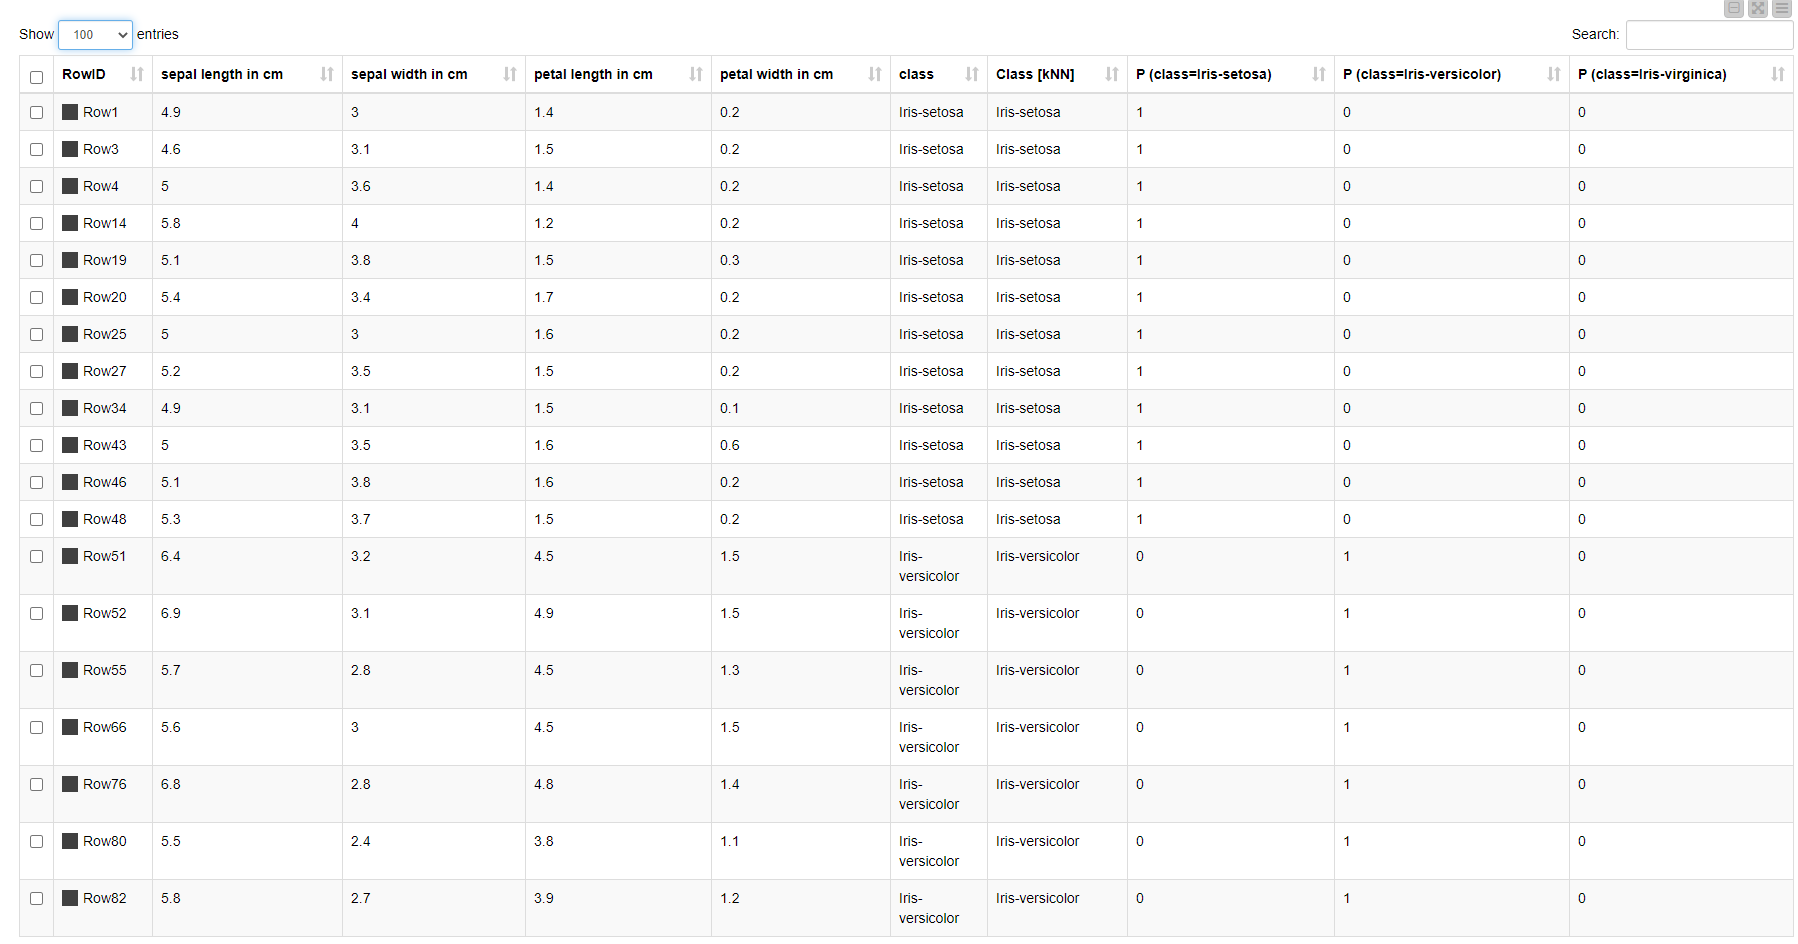 Show 100 entries Search:
RowID sepal length in cm sepal width in cm petal length in cm petal width in cm class Class [kNN] P (class=Iris-setosa) P (class=Iris-versicolor) P (class=Iris-virginica)
Row1 4.9 3 1.4 0.2 Iris-setosa Iris-setosa 1 0 0
Row3 4.6 3.1 1.5 0.2 Iris-setosa Iris-setosa 1 0 0
Row4 5 3.6 1.4 0.2 Iris-setosa Iris-setosa 1 0 0
Row14 5.8 4 1.2 0.2 Iris-setosa Iris-setosa 1 0 0
Row19 5.1 3.8 1.5 0.3 Iris-setosa Iris-setosa 1 0 0
Row20 5.4 3.4 1.7 0.2 Iris-setosa Iris-setosa 1 0 0
Row25 5 3 1.6 0.2 Iris-setosa Iris-setosa 1 0 0
Row27 5.2 3.5 1.5 0.2 Iris-setosa Iris-setosa 1 0 0
Row34 4.9 3.1 1.5 0.1 Iris-setosa Iris-setosa 1 0 0
Row43 5 3.5 1.6 0.6 Iris-setosa Iris-setosa 1 0 0
Row46 5.1 3.8 1.6 0.2 Iris-setosa Iris-setosa 1 0 0
Row48 5.3 3.7 1.5 0.2 Iris-setosa Iris-setosa 1 0 0
Row51 6.4 3.2 4.5 1.5 Iris- Iris-versicolor 0 1 0
versicolor
Row52 6.9 3.1 4.9 1.5 Iris- Iris-versicolor 0 1 0
versicolor
Row55 5.7 2.8 4.5 1.3 Iris- Iris-versicolor 0 1 0
versicolor
Row66 5.6 3 4.5 1.5 Iris- Iris-versicolor 0 1 0
versicolor
Row76 6.8 2.8 4.8 1.4 Iris- Iris-versicolor 0 1 0
versicolor
Row80 5.5 2.4 3.8 1.1 Iris- Iris-versicolor 0 1 0
versicolor
Row82 5.8 2.7 3.9 1.2 Iris- Iris-versicolor 0 1 0
versicolor